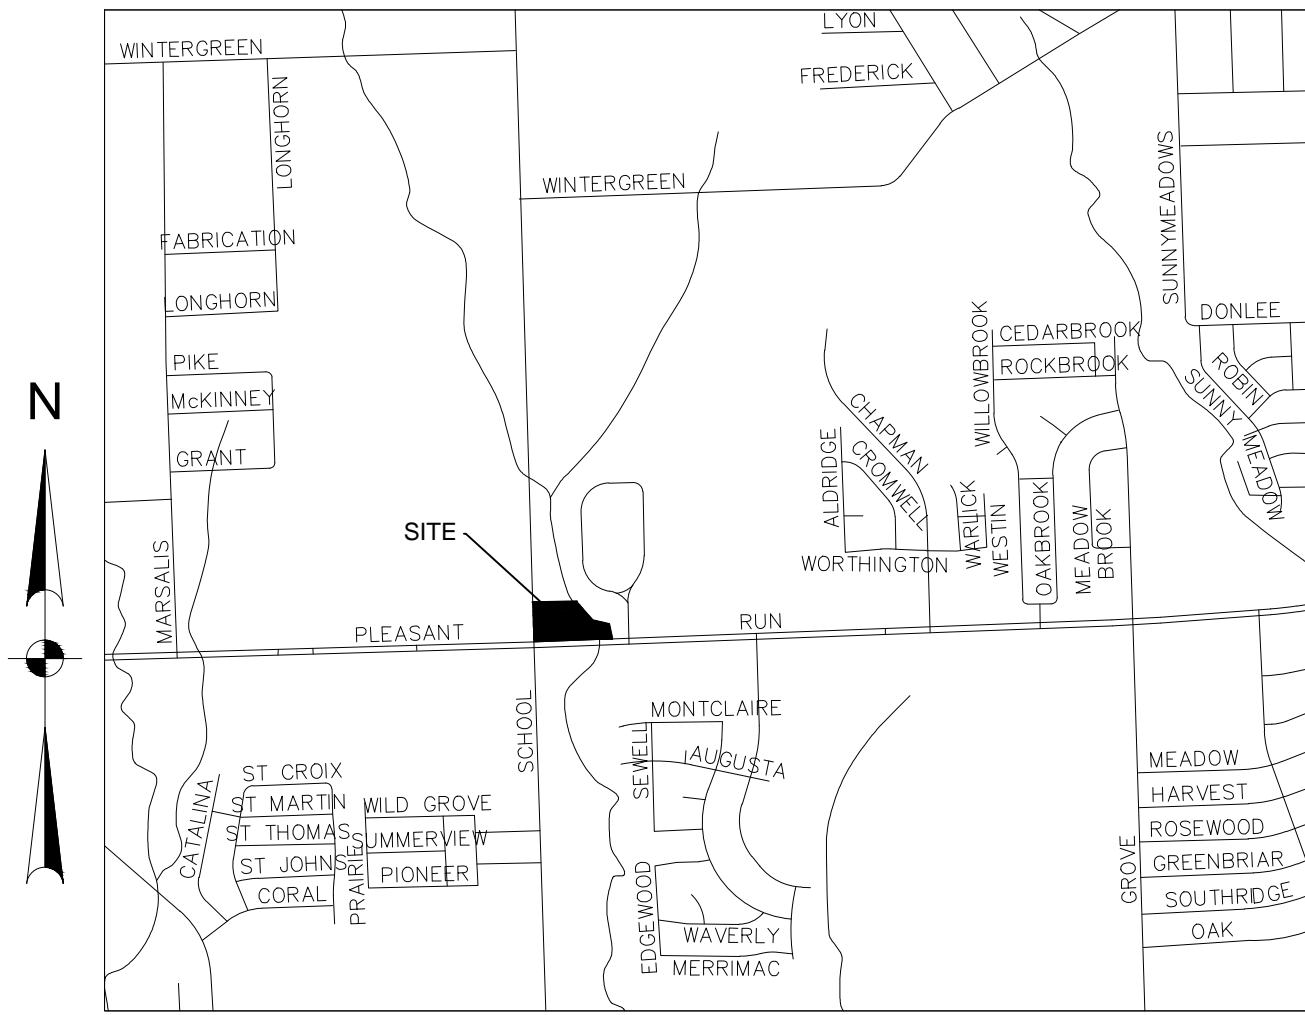 LYON
WINTERGREEN
FREDERICK
LONGHORN
SUNNYMEADOWS
WINTERGREEN
FABRICATION
LONGHORN
DONLEE
WILLOWBROOK
CEDARBROOK
PIKE
ROCKBROOK
ROBIN
N
McKINNEY
SUNNY MEADOW
CHAPMAN
GRANT
ALDRIDGE
CROMWELL
WARLICK
WESTIN
OAKBROOK
MEADOW
BROOK
SITE
MARSALIS
WORTHINGTON
PLEASANT RUN
SCHOOL
MONTCLAIRE
SEWELL
AUGUSTA
MEADOW
ST CROIX
CATALINA
ST MARTIN
WILD GROVE
HARVEST
ST THOMAS
SUMMERVIEW
ROSEWOOD
ST JOHNS
PRAIRIE
PIONEER
GREENBRIAR
GROVE
CORAL
EDGEWOOD
SOUTHRIDGE
WAVERLY
OAK
MERRIMAC